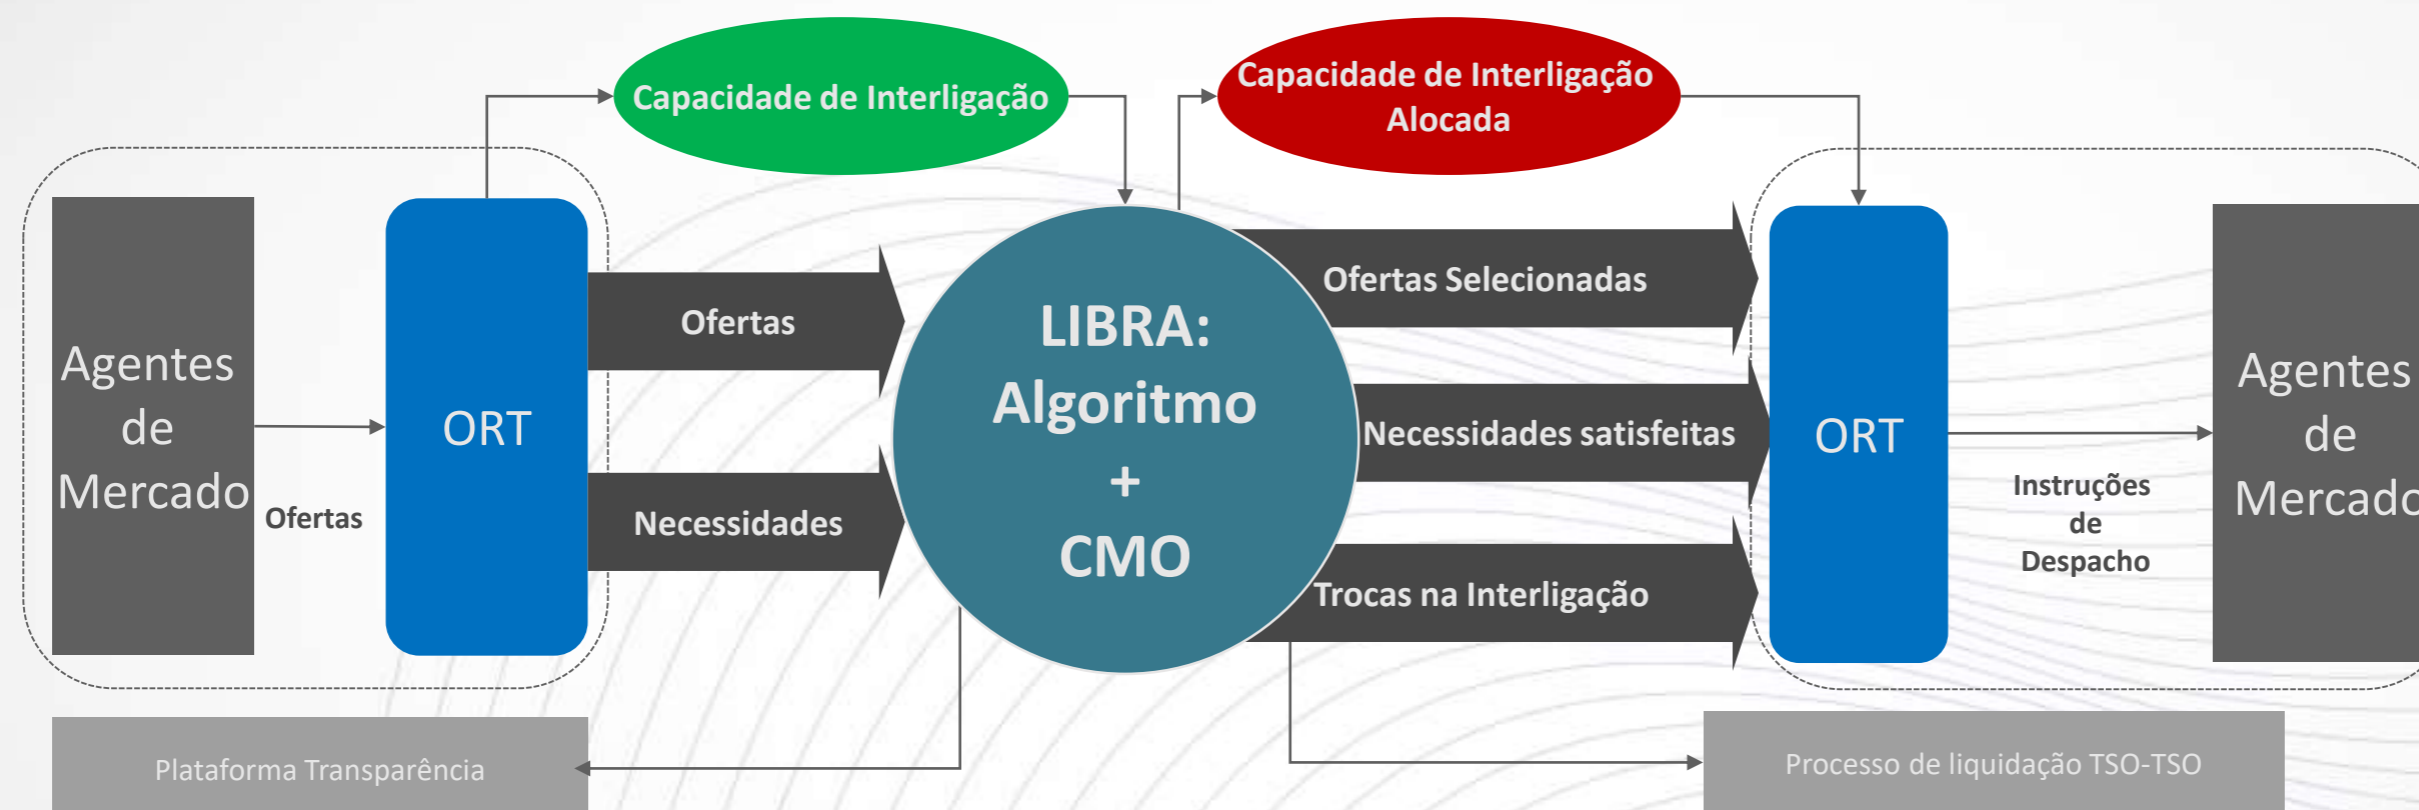 Capacidade de Interligação
Capacidade de Interligação
Alocada
Agentes
de
Mercado
Ofertas
ORT
Ofertas
Necessidades
LIBRA:
Algoritmo
+
CMO
Ofertas Selecionadas
Necessidades satisfeitas
Trocas na Interligação
ORT
Instruções
de
Despacho
Agentes
de
Mercado
Plataforma Transparência
Processo de liquidação TSO-TSO